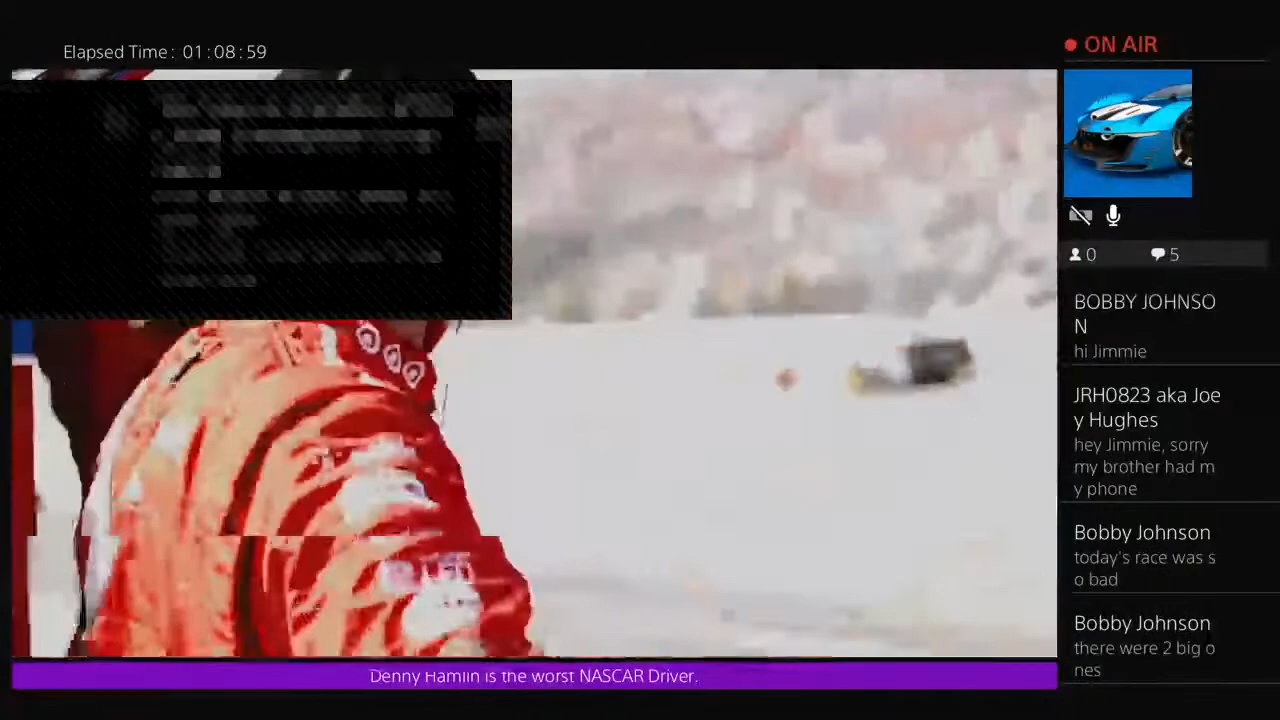 Elapsed Time: 01:08:59
ON AIR
0
5
BOBBY JOHNSO
N
hi Jimmie
JRH0823 aka Joe
y Hughes
hey Jimmie, sorry
my brother had m
y phone
Bobby Johnson
today's race was s
o bad
Bobby Johnson
there were 2 big o
nes
Denny Hamlin is the worst NASCAR Driver.